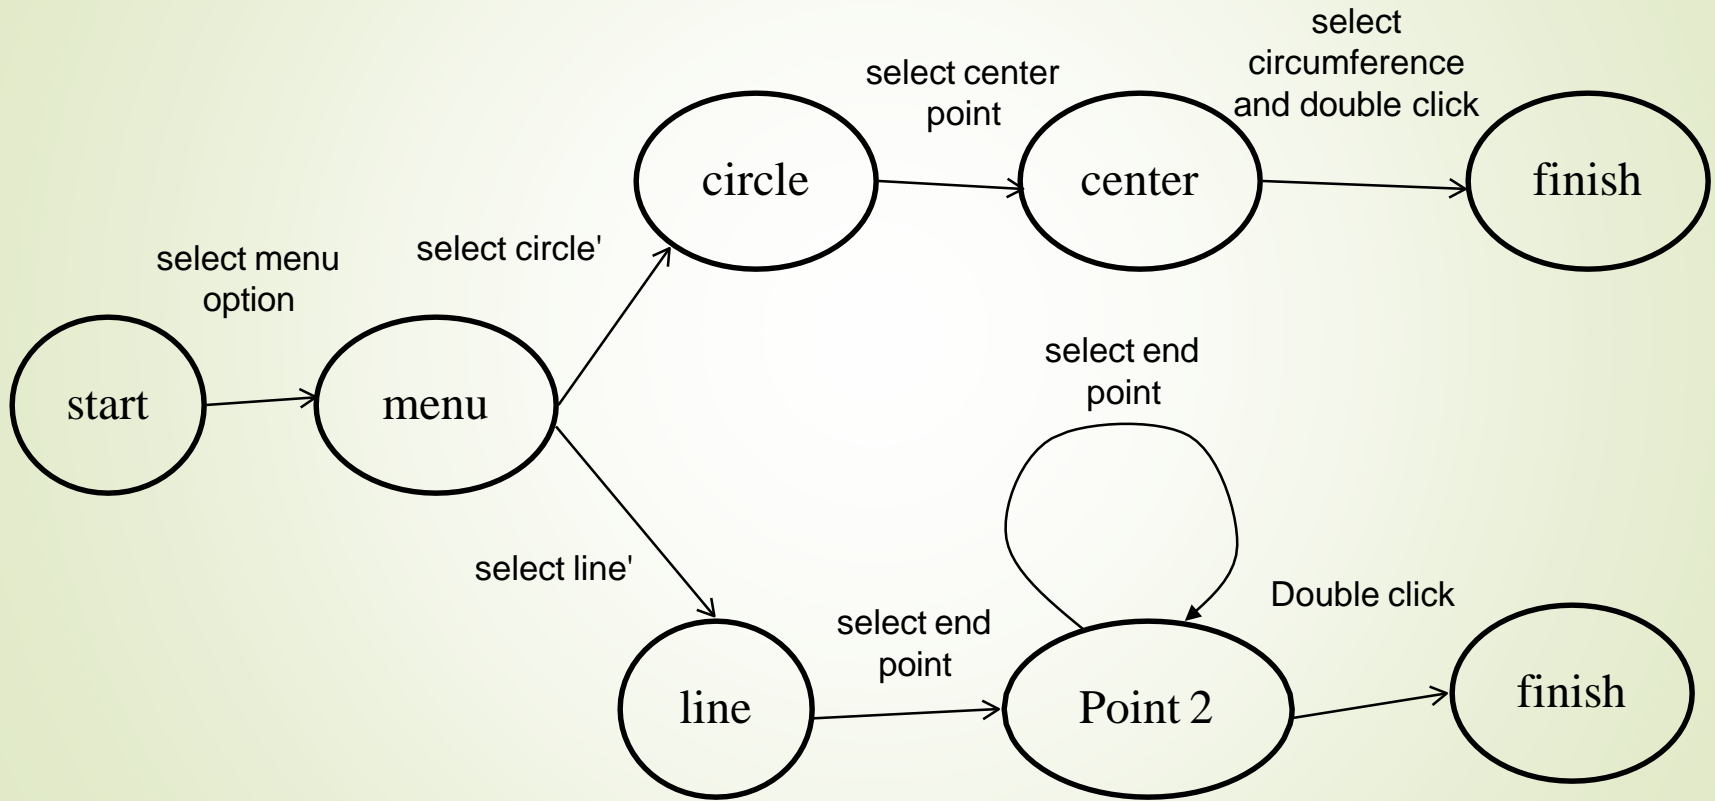 select
circumference
and double click
select center
point
circle
center
finish
select circle'
select menu
option
start
menu
select end
point
select line'
select end
point
Double click
line
Point 2
finish